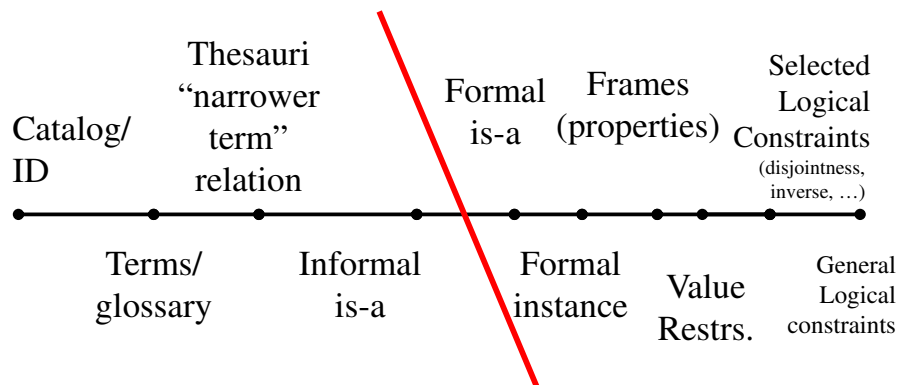 Catalog/
ID
Thesauri
“narrower
term”
relation
Formal
is-a
Frames
(properties)
Selected
Logical
Constraints
(disjointness,
inverse, …)
Terms/
glossary
Informal
is-a
Formal
instance
Value
Restrs.
General
Logical
constraints